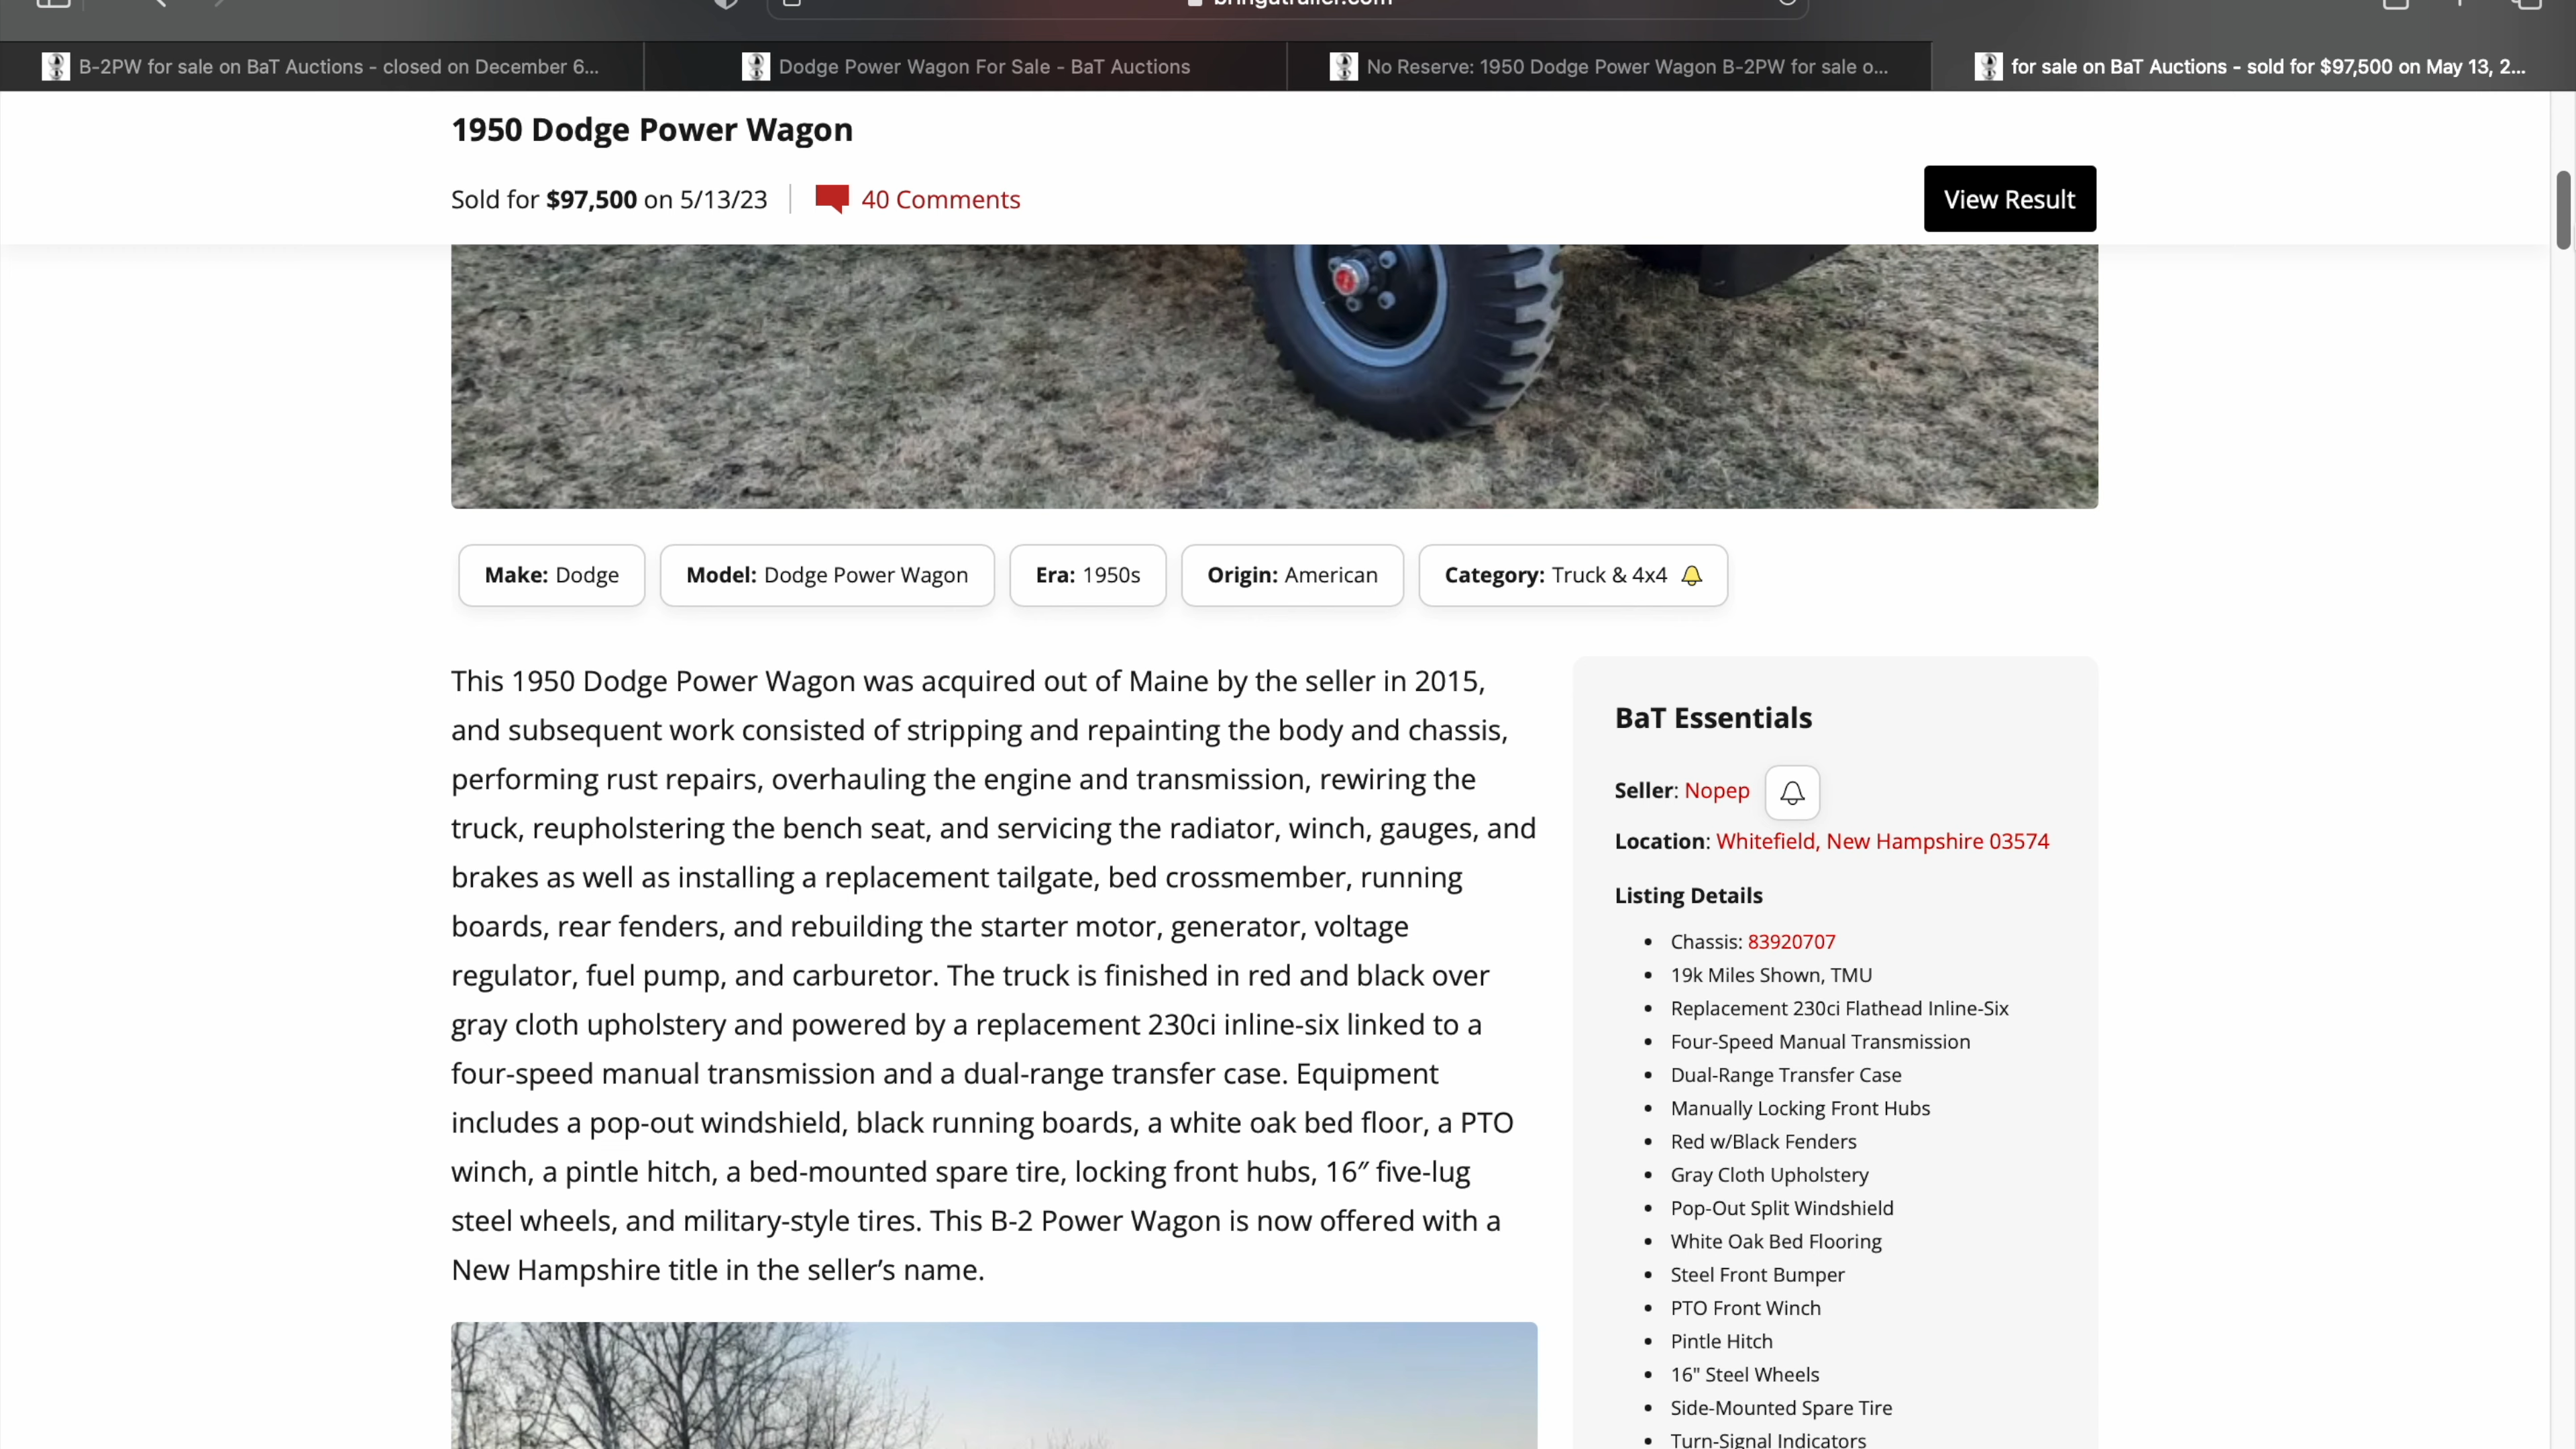 B-2PW for sale on BaT Auctions - closed on December 6...
Dodge Power Wagon For Sale - BaT Auctions
No Reserve: 1950 Dodge Power Wagon B-2PW for sale o...
for sale on BaT Auctions - sold for $97,500 on May 13, 2...
1950 Dodge Power Wagon
Sold for $97,500 on 5/13/23
40 Comments
View Result
Make: Dodge
Model: Dodge Power Wagon
Era: 1950s
Origin: American
Category: Truck & 4x4
This 1950 Dodge Power Wagon was acquired out of Maine by the seller in 2015,
and subsequent work consisted of stripping and repainting the body and chassis,
performing rust repairs, overhauling the engine and transmission, rewiring the
truck, reupholstering the bench seat, and servicing the radiator, winch, gauges, and
brakes as well as installing a replacement tailgate, bed crossmember, running
boards, rear fenders, and rebuilding the starter motor, generator, voltage
regulator, fuel pump, and carburetor. The truck is finished in red and black over
gray cloth upholstery and powered by a replacement 230ci inline-six linked to a
four-speed manual transmission and a dual-range transfer case. Equipment
includes a pop-out windshield, black running boards, a white oak bed floor, a PTO
winch, a pintle hitch, a bed-mounted spare tire, locking front hubs, 16″ five-lug
steel wheels, and military-style tires. This B-2 Power Wagon is now offered with a
New Hampshire title in the seller’s name.
BaT Essentials
Seller: Nopep
Location: Whitefield, New Hampshire 03574
Listing Details
• Chassis: 83920707
• 19k Miles Shown, TMU
• Replacement 230ci Flathead Inline-Six
• Four-Speed Manual Transmission
• Dual-Range Transfer Case
• Manually Locking Front Hubs
• Red w/Black Fenders
• Gray Cloth Upholstery
• Pop-Out Split Windshield
• White Oak Bed Flooring
• Steel Front Bumper
• PTO Front Winch
• Pintle Hitch
• 16" Steel Wheels
• Side-Mounted Spare Tire
• Turn-Signal Indicators